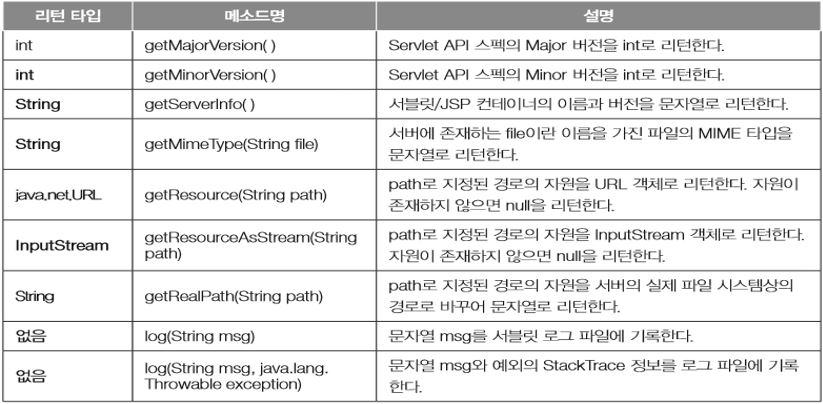 리턴 타입 메소드명 설명
int getMajorVersion( ) Servlet API 스펙의 Major 버전을 int로 리턴한다.
int getMinorVersion( ) Servlet API 스펙의 Minor 버전을 int로 리턴한다.
String getServerInfo( ) 서블릿/JSP 컨테이너의 이름과 버전을 문자열로 리턴한다.
String getMimeType(String file) 서버에 존재하는 file이란 이름을 가진 파일의 MIME 타입을
문자열로 리턴한다.
java.net.URL getResource(String path) path로 지정된 경로의 자원을 URL 객체로 리턴한다. 자원이
존재하지 않으면 null을 리턴한다.
InputStream getResourceAsStream(String path로 지정된 경로의 자원을 InputStream 객체로 리턴한다.
path) 자원이 존재하지 않으면 null을 리턴한다.
String getRealPath(String path) path로 지정된 경로의 자원을 서버의 실제 파일 시스템상의
경로로 바꾸어 문자열로 리턴한다.
없음 log(String msg) 문자열 msg를 서블릿 로그 파일에 기록한다.
없음 log(String msg, java.lang. 문자열 msg와 예외의 StackTrace 정보를 로그 파일에 기록
Throwable exception) 한다.